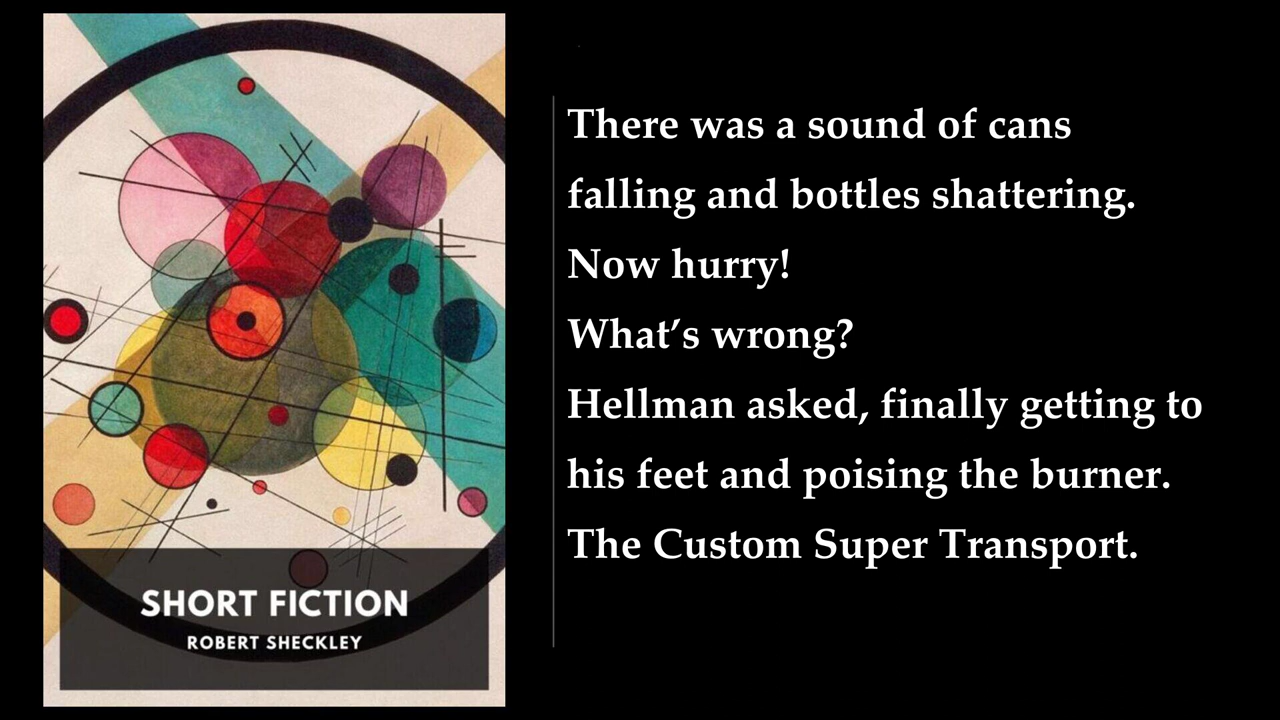 There was a sound of cans
falling and bottles shattering.
Now hurry!
What’s wrong?
Hellman asked, finally getting to
his feet and poising the burner.
The Custom Super Transport.
SHORT FICTION
ROBERT SHECKLEY